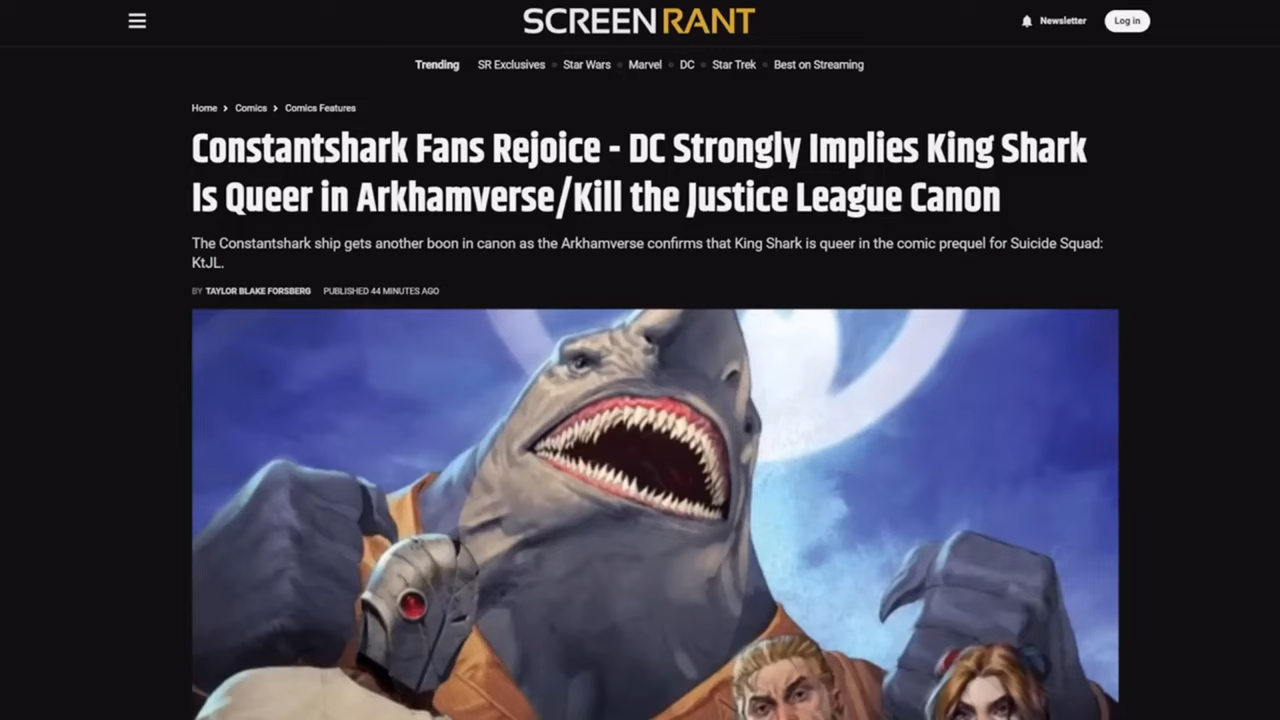 SCREENRANT
Newsletter
Log in
Trending SR Exclusives Star Wars Marvel DC Star Trek Best on Streaming
Home > Comics > Comics Features
Constantshark Fans Rejoice - DC Strongly Implies King Shark
Is Queer in Arkhamverse/Kill the Justice League Canon
The Constantshark ship gets another boon in canon as the Arkhamverse confirms that King Shark is queer in the comic prequel for Suicide Squad:
KtJL.
BY TAYLOR BLAKE FORSBERG PUBLISHED 44 MINUTES AGO